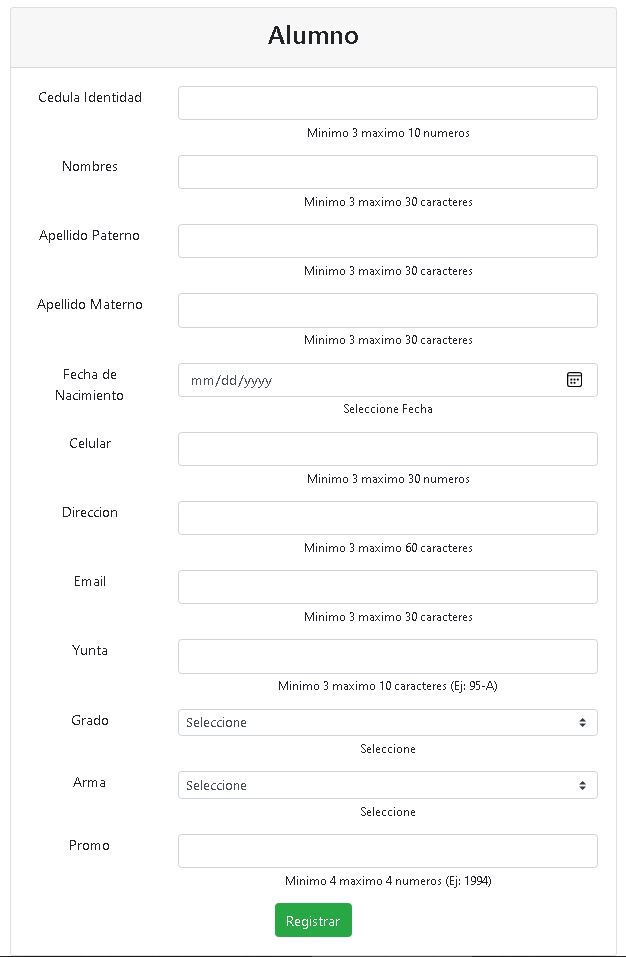 Alumno
Cedula Identidad
Minimo 3 maximo 10 numeros
Nombres
Minimo 3 maximo 30 caracteres
Apellido Paterno
Minimo 3 maximo 30 caracteres
Apellido Materno
Minimo 3 maximo 30 caracteres
Fecha de
Nacimiento
mm/dd/yyyy
Seleccione Fecha
Celular
Minimo 3 maximo 30 numeros
Direccion
Minimo 3 maximo 60 caracteres
Email
Minimo 3 maximo 30 caracteres
Yunta
Minimo 3 maximo 10 caracteres (Ej: 95-A)
Grado
Seleccione
Seleccione
Arma
Seleccione
Seleccione
Promo
Minimo 4 maximo 4 numeros (Ej: 1994)
Registrar